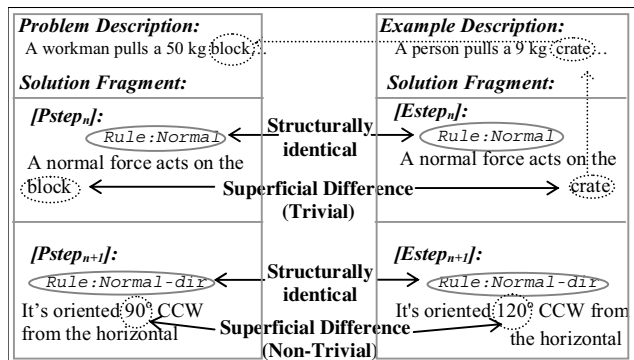 Problem Description:
A workman pulls a 50 kg block...
Solution Fragment:
[Pstepn]:
Rule:Normal
A normal force acts on the
block
[Pstepn+1]:
Rule:Normal-dir
It's oriented 90° CCW
from the horizontal
Structurally
identical
Superficial Difference
(Trivial)
Structurally
identical
Superficial Difference
(Non-Trivial)
Example Description:
A person pulls a 9 kg crate...
Solution Fragment:
[Estepn]:
Rule:Normal
A normal force acts on the
crate
[Estepn+1]:
Rule:Normal-dir
It's oriented 120° CCW from
the horizontal